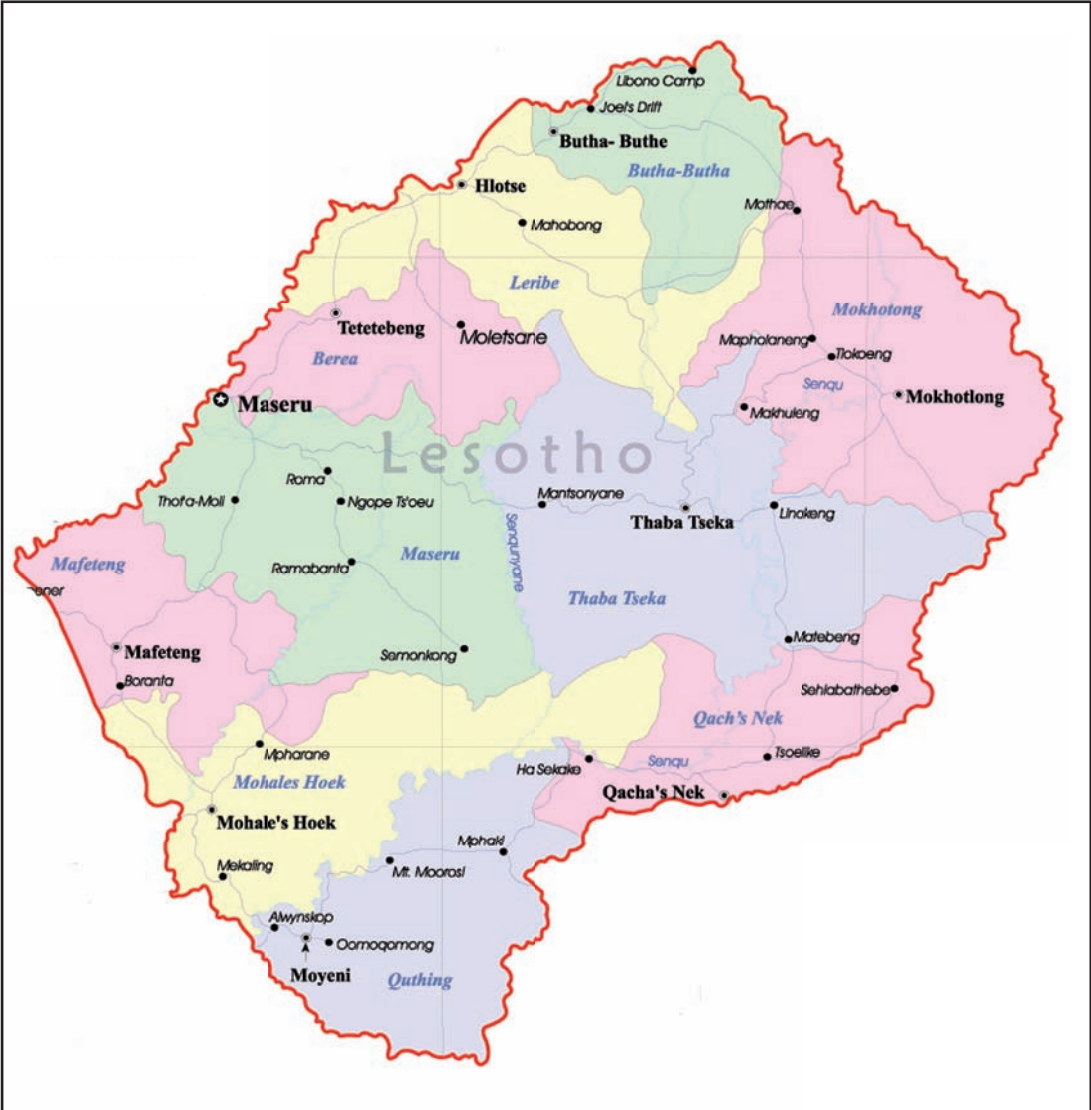 Libono Camp
Joel's Drift
Butha- Buthe
Butha-Butha
Hlotse
Mothae
Mahobong
Leribe
Mokhotong
Tetetebeng
Moletsane
Mapholaneng
Tlokoeng
Berea
Senqu
Mokhotlong
Maseru
Makhuleng
Lesotho
Roma
Mantsonyane
Thota-Moli
Ngope Ts'oeu
Linokeng
Thaba Tseka
Senqunyane
Maseru
Mafeteng
Ramabanta
Thaba Tseka
Matebeng
Mafeteng
Semonkong
Boranta
Sehlabathebe
Qach's Nek
Mpharane
Tsoelike
Senqu
Ha Sekake
Mohales Hoek
Qacha's Nek
Mohale's Hoek
Mphaki
Mekaling
Mt. Moorosi
Alwynskop
Oomoqomong
Moyeni
Quthing